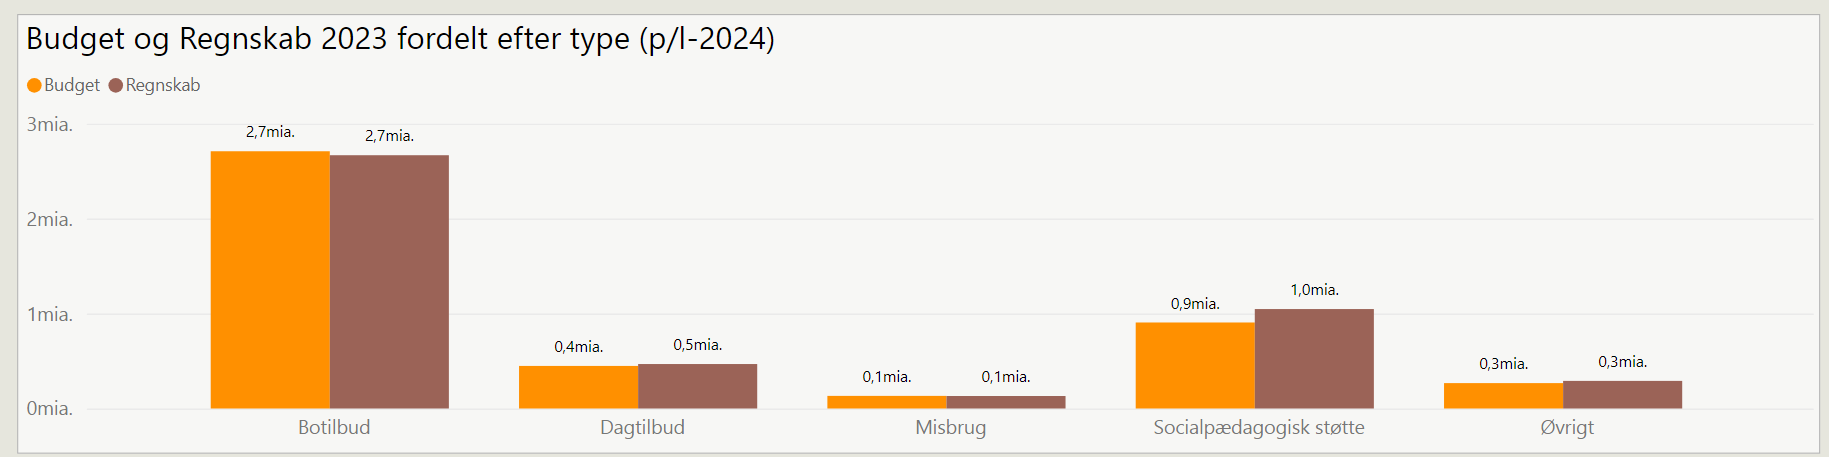 Budget og Regnskab 2023 fordelt efter type (p/l-2024)
Budget Regnskab
3mia.
2mia.
1mia.
0mia.
2,7mia. 2,7mia.
0,4mia. 0,5mia.
0,1mia. 0,1mia.
0,9mia. 1,0mia.
0,3mia. 0,3mia.
Botilbud Dagtilbud Misbrug Socialpædagogisk støtte Øvrigt